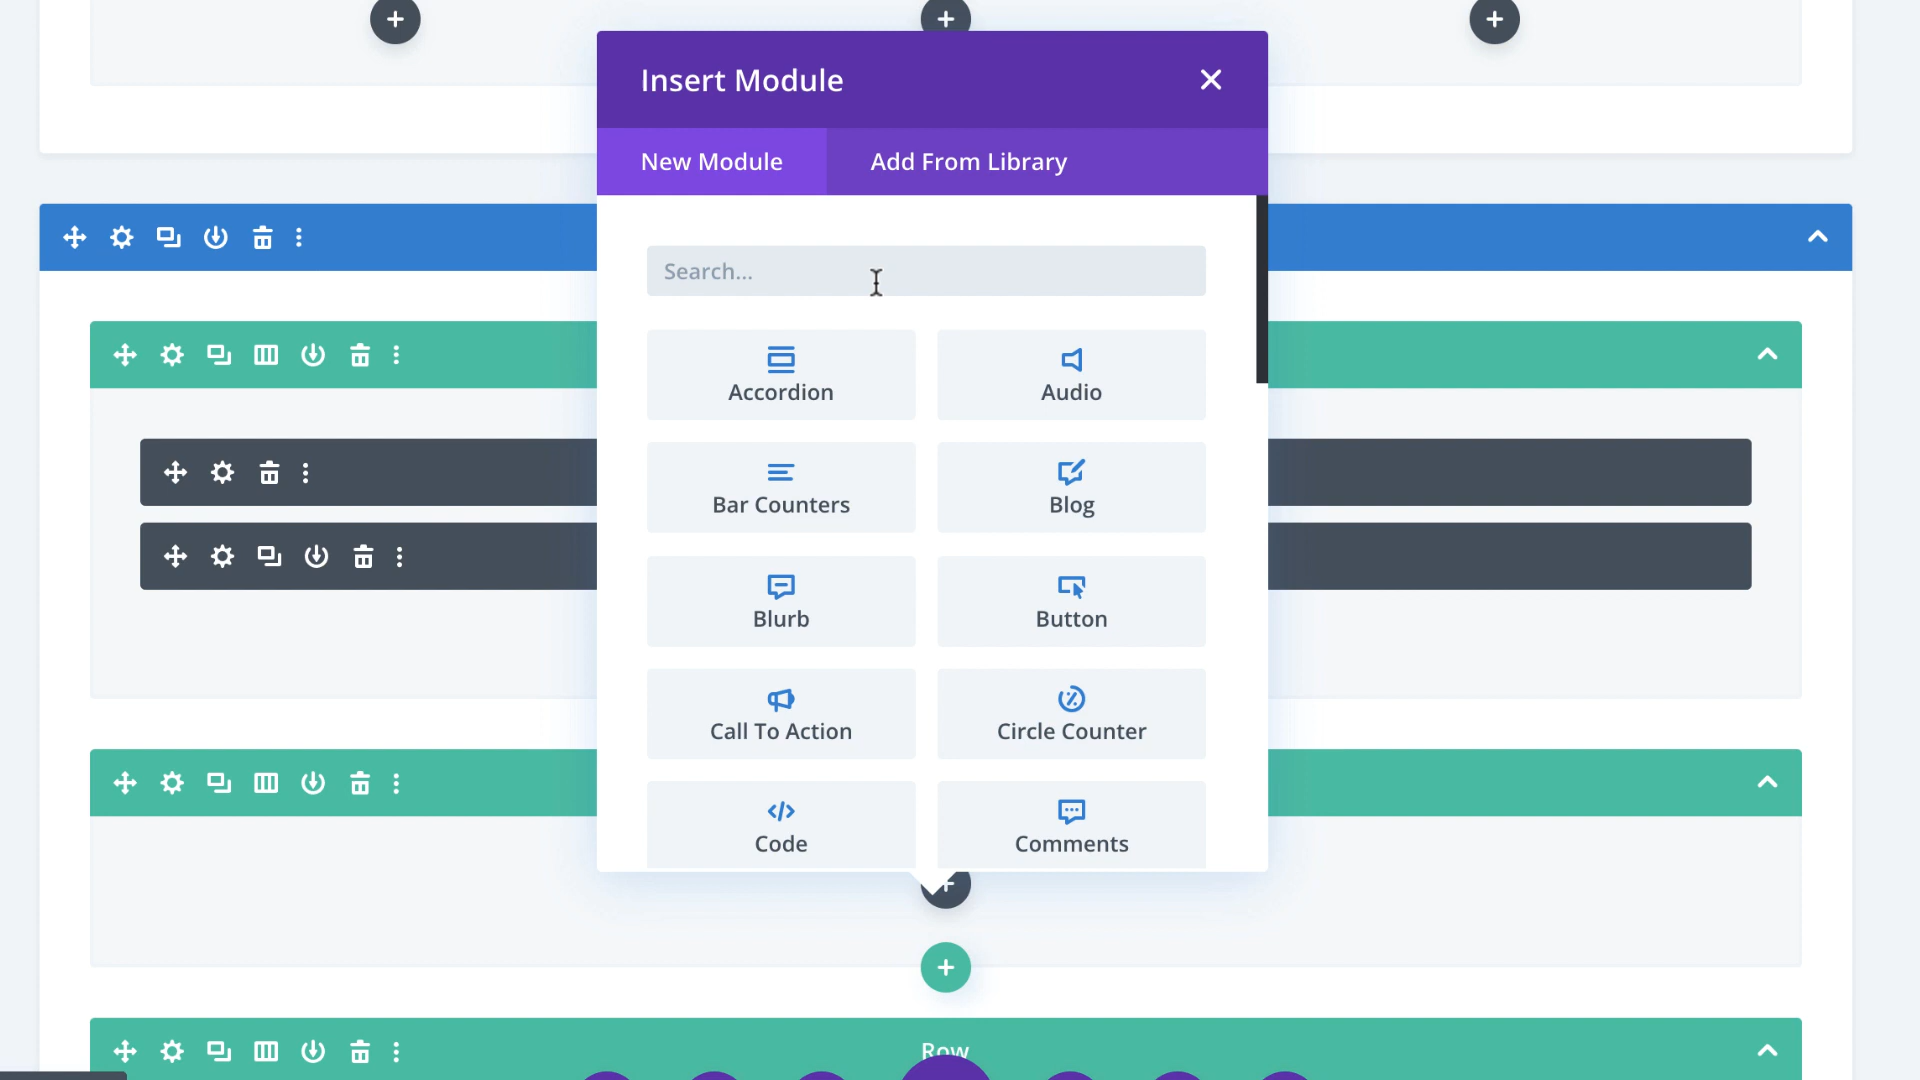 Insert Module
New Module
Add From Library
Search...
Accordion
Audio
Bar Counters
Blog
Blurb
Button
Call To Action
Circle Counter
Code
Comments
Row